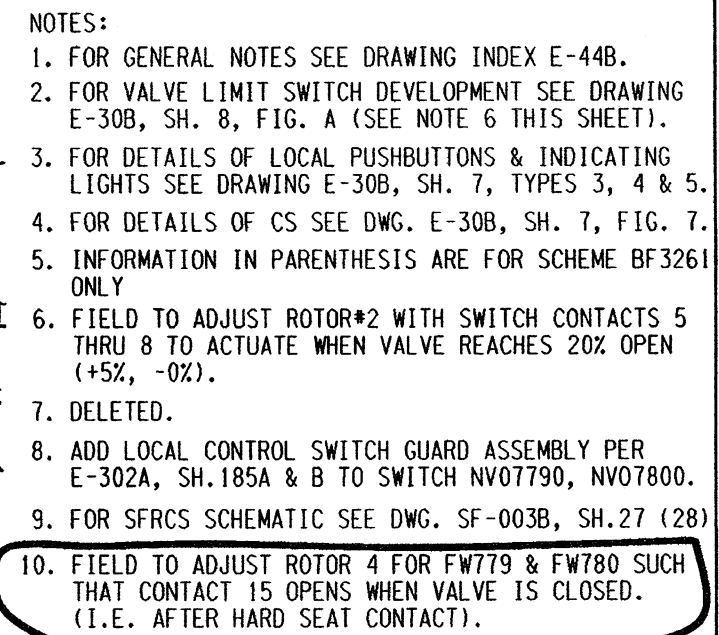 NOTES:
1. FOR GENERAL NOTES SEE DRAWING INDEX E-44B.
2. FOR VALVE LIMIT SWITCH DEVELOPMENT SEE DRAWING
E-30B, SH. 8, FIG. A (SEE NOTE 6 THIS SHEET).
3. FOR DETAILS OF LOCAL PUSHBUTTONS & INDICATING
LIGHTS SEE DRAWING E-30B, SH. 7, TYPES 3, 4 & 5.
4. FOR DETAILS OF CS SEE DWG. E-30B, SH. 7, FIG. 7.
5. INFORMATION IN PARENTHESIS ARE FOR SCHEME BF3261
ONLY
6. FIELD TO ADJUST ROTOR#2 WITH SWITCH CONTACTS 5
THRU 8 TO ACTUATE WHEN VALVE REACHES 20% OPEN
(+5%, -0%).
7. DELETED.
8. ADD LOCAL CONTROL SWITCH GUARD ASSEMBLY PER
E-302A, SH.185A & B TO SWITCH NV07790, NV07800.
9. FOR SFRCS SCHEMATIC SEE DWG. SF-003B, SH.27 (28)
10. FIELD TO ADJUST ROTOR 4 FOR FW779 & FW780 SUCH
THAT CONTACT 15 OPENS WHEN VALVE IS CLOSED.
(I.E. AFTER HARD SEAT CONTACT).